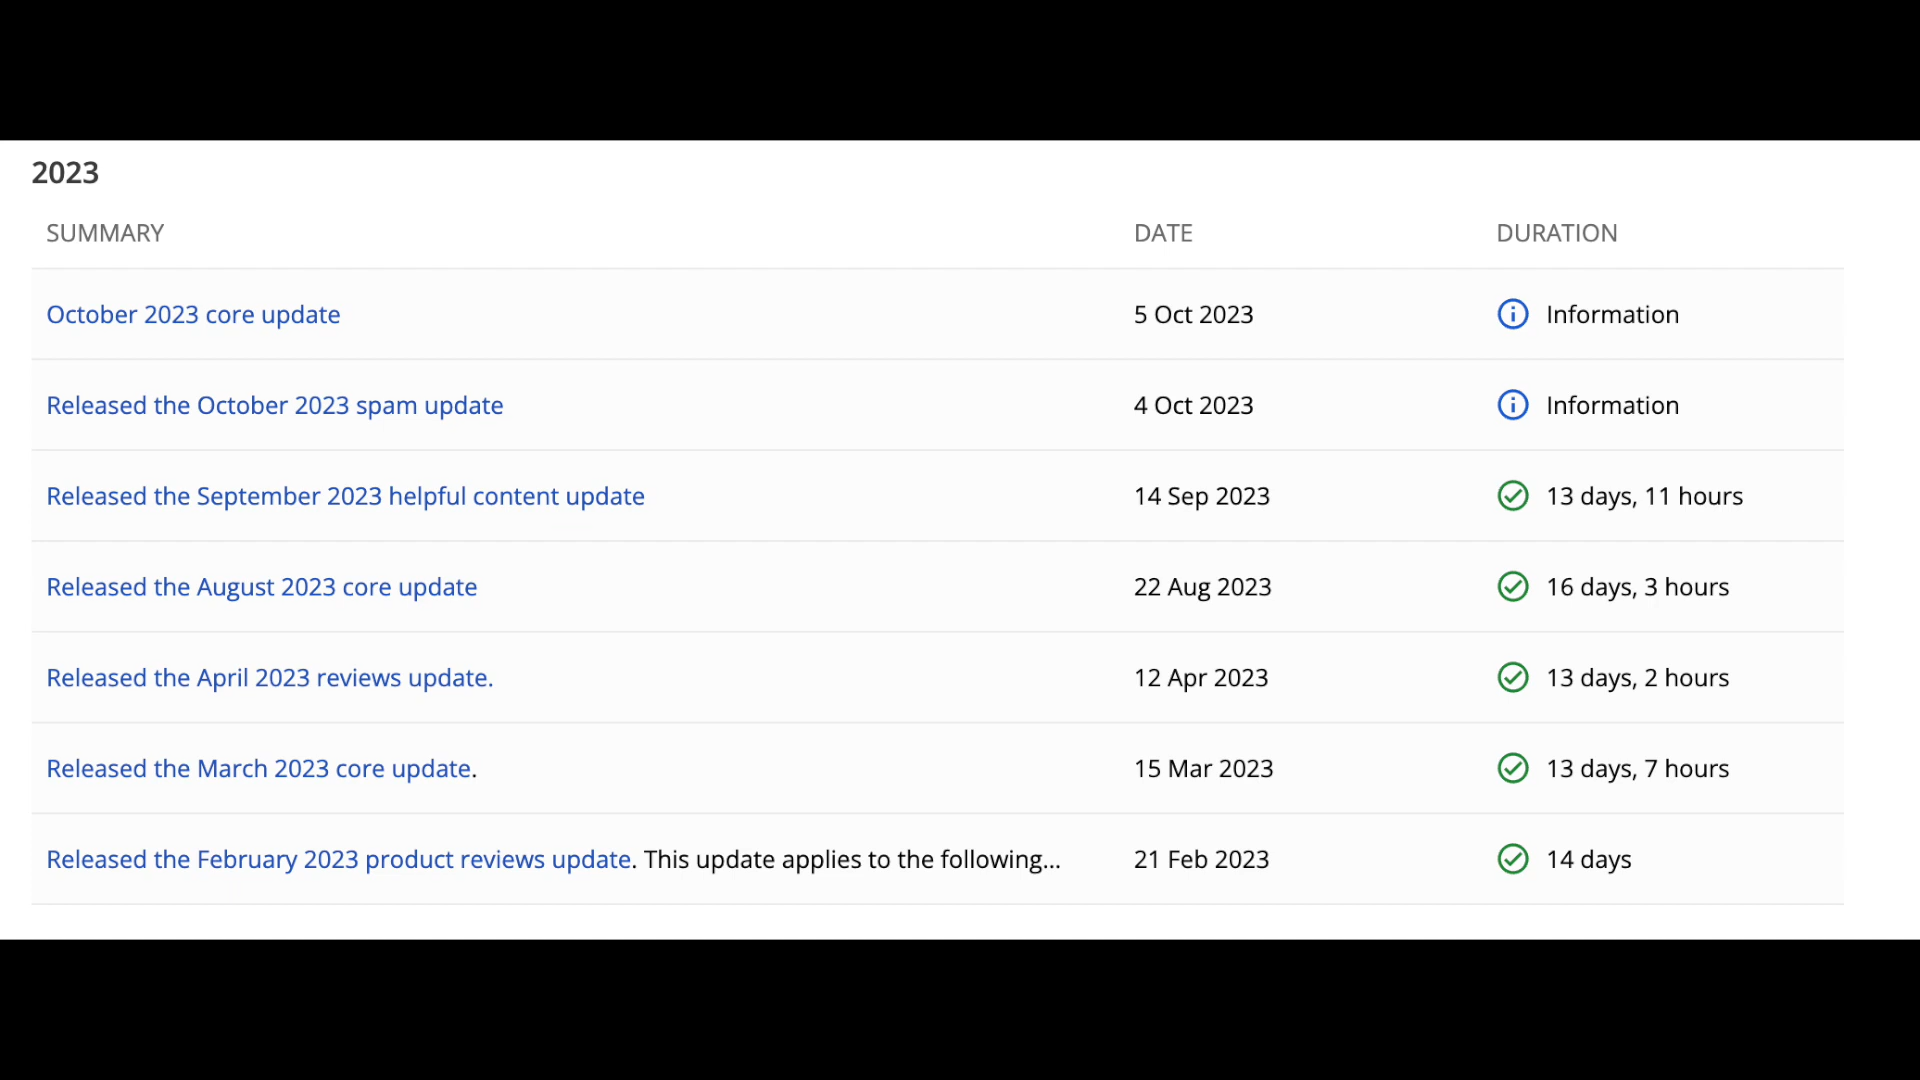 2023
SUMMARY DATE DURATION
October 2023 core update 5 Oct 2023 Information
Released the October 2023 spam update 4 Oct 2023 Information
Released the September 2023 helpful content update 14 Sep 2023 13 days, 11 hours
Released the August 2023 core update 22 Aug 2023 16 days, 3 hours
Released the April 2023 reviews update. 12 Apr 2023 13 days, 2 hours
Released the March 2023 core update. 15 Mar 2023 13 days, 7 hours
Released the February 2023 product reviews update. This update applies to the following... 21 Feb 2023 14 days